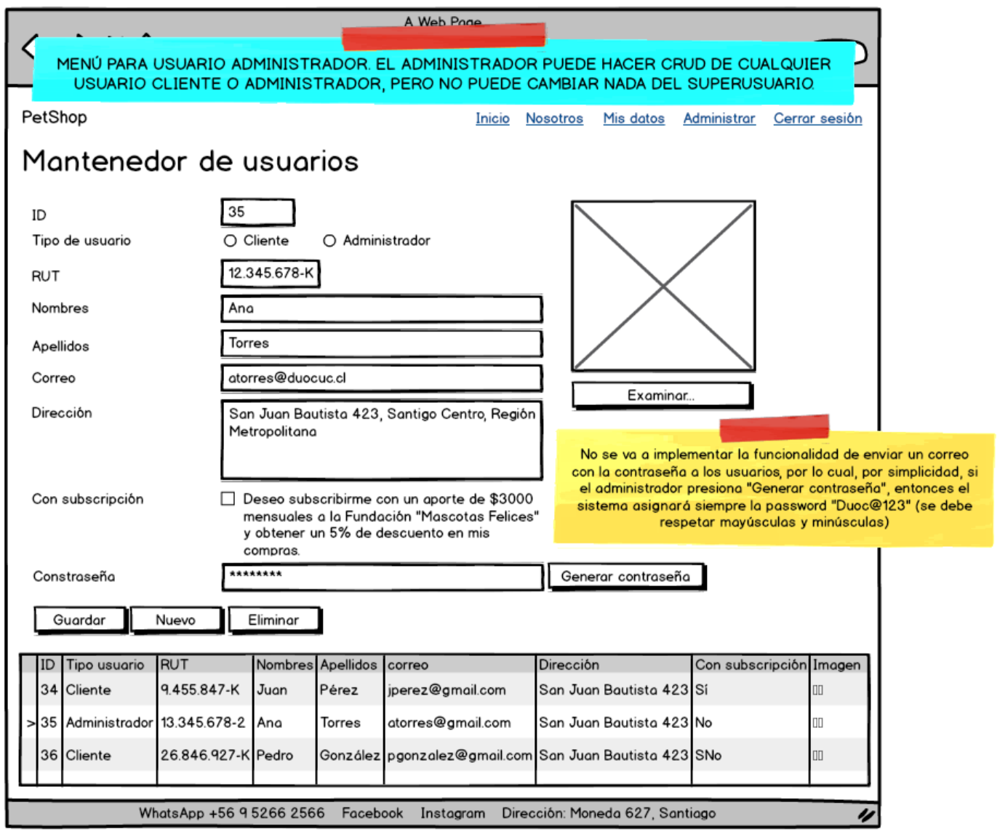 A Web Page
MENÚ PARA USUARIO ADMINISTRADOR. EL ADMINISTRADOR PUEDE HACER CRUD DE CUALQUIER
USUARIO CLIENTE O ADMINISTRADOR, PERO NO PUEDE CAMBIAR NADA DEL SUPERUSUARIO.
PetShop Inicio Nosotros Mis datos Administrar Cerrar sesión
Mantenedor de usuarios
ID 35
Tipo de usuario Cliente Administrador
RUT 12.345.678-K
Nombres Ana
Apellidos Torres
Correo atorres@duocuc.cl
Examinar...
Dirección San Juan Bautista 423, Santigo Centro, Región
Metropolitana
No se va a implementar la funcionalidad de enviar un correo
con la contraseña a los usuarios, por lo cual, por simplicidad, si
el administrador presiona "Generar contraseña", entonces el
sistema asignará siempre la password "Duoc@123" (se debe
respetar mayúsculas y minúsculas)
Con subscripción Deseo subscribirme con un aporte de $3000
mensuales a la Fundación "Mascotas Felices"
y obtener un 5% de descuento en mis
compras.
Constraseña ******** Generar contraseña
Guardar Nuevo Eliminar
ID Tipo usuario RUT Nombres Apellidos correo Dirección Con subscripción Imagen
34 Cliente 9.455.847-K Juan Pérez jperez@gmail.com San Juan Bautista 423 Sí
> 35 Administrador 13.345.678-2 Ana Torres atorres@gmail.com San Juan Bautista 423 No
36 Cliente 26.846.927-K Pedro González pgonzalez@gmail.com San Juan Bautista 423 SNo
WhatsApp +56 9 5266 2566 Facebook Instagram Dirección: Moneda 627, Santiago